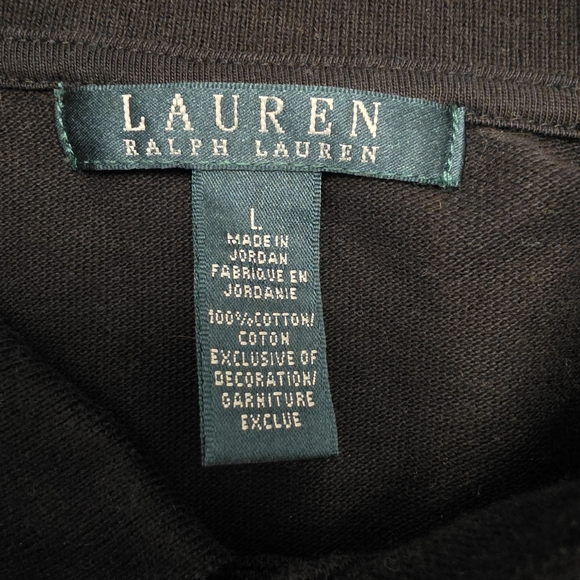 LAUREN
RALPH LAUREN
L
MADE IN
JORDAN
FABRIQUE EN
JORDANIE
100%COTTON/
COTON
EXCLUSIVE OF
DECORATION/
GARNITURE
EXCLUE